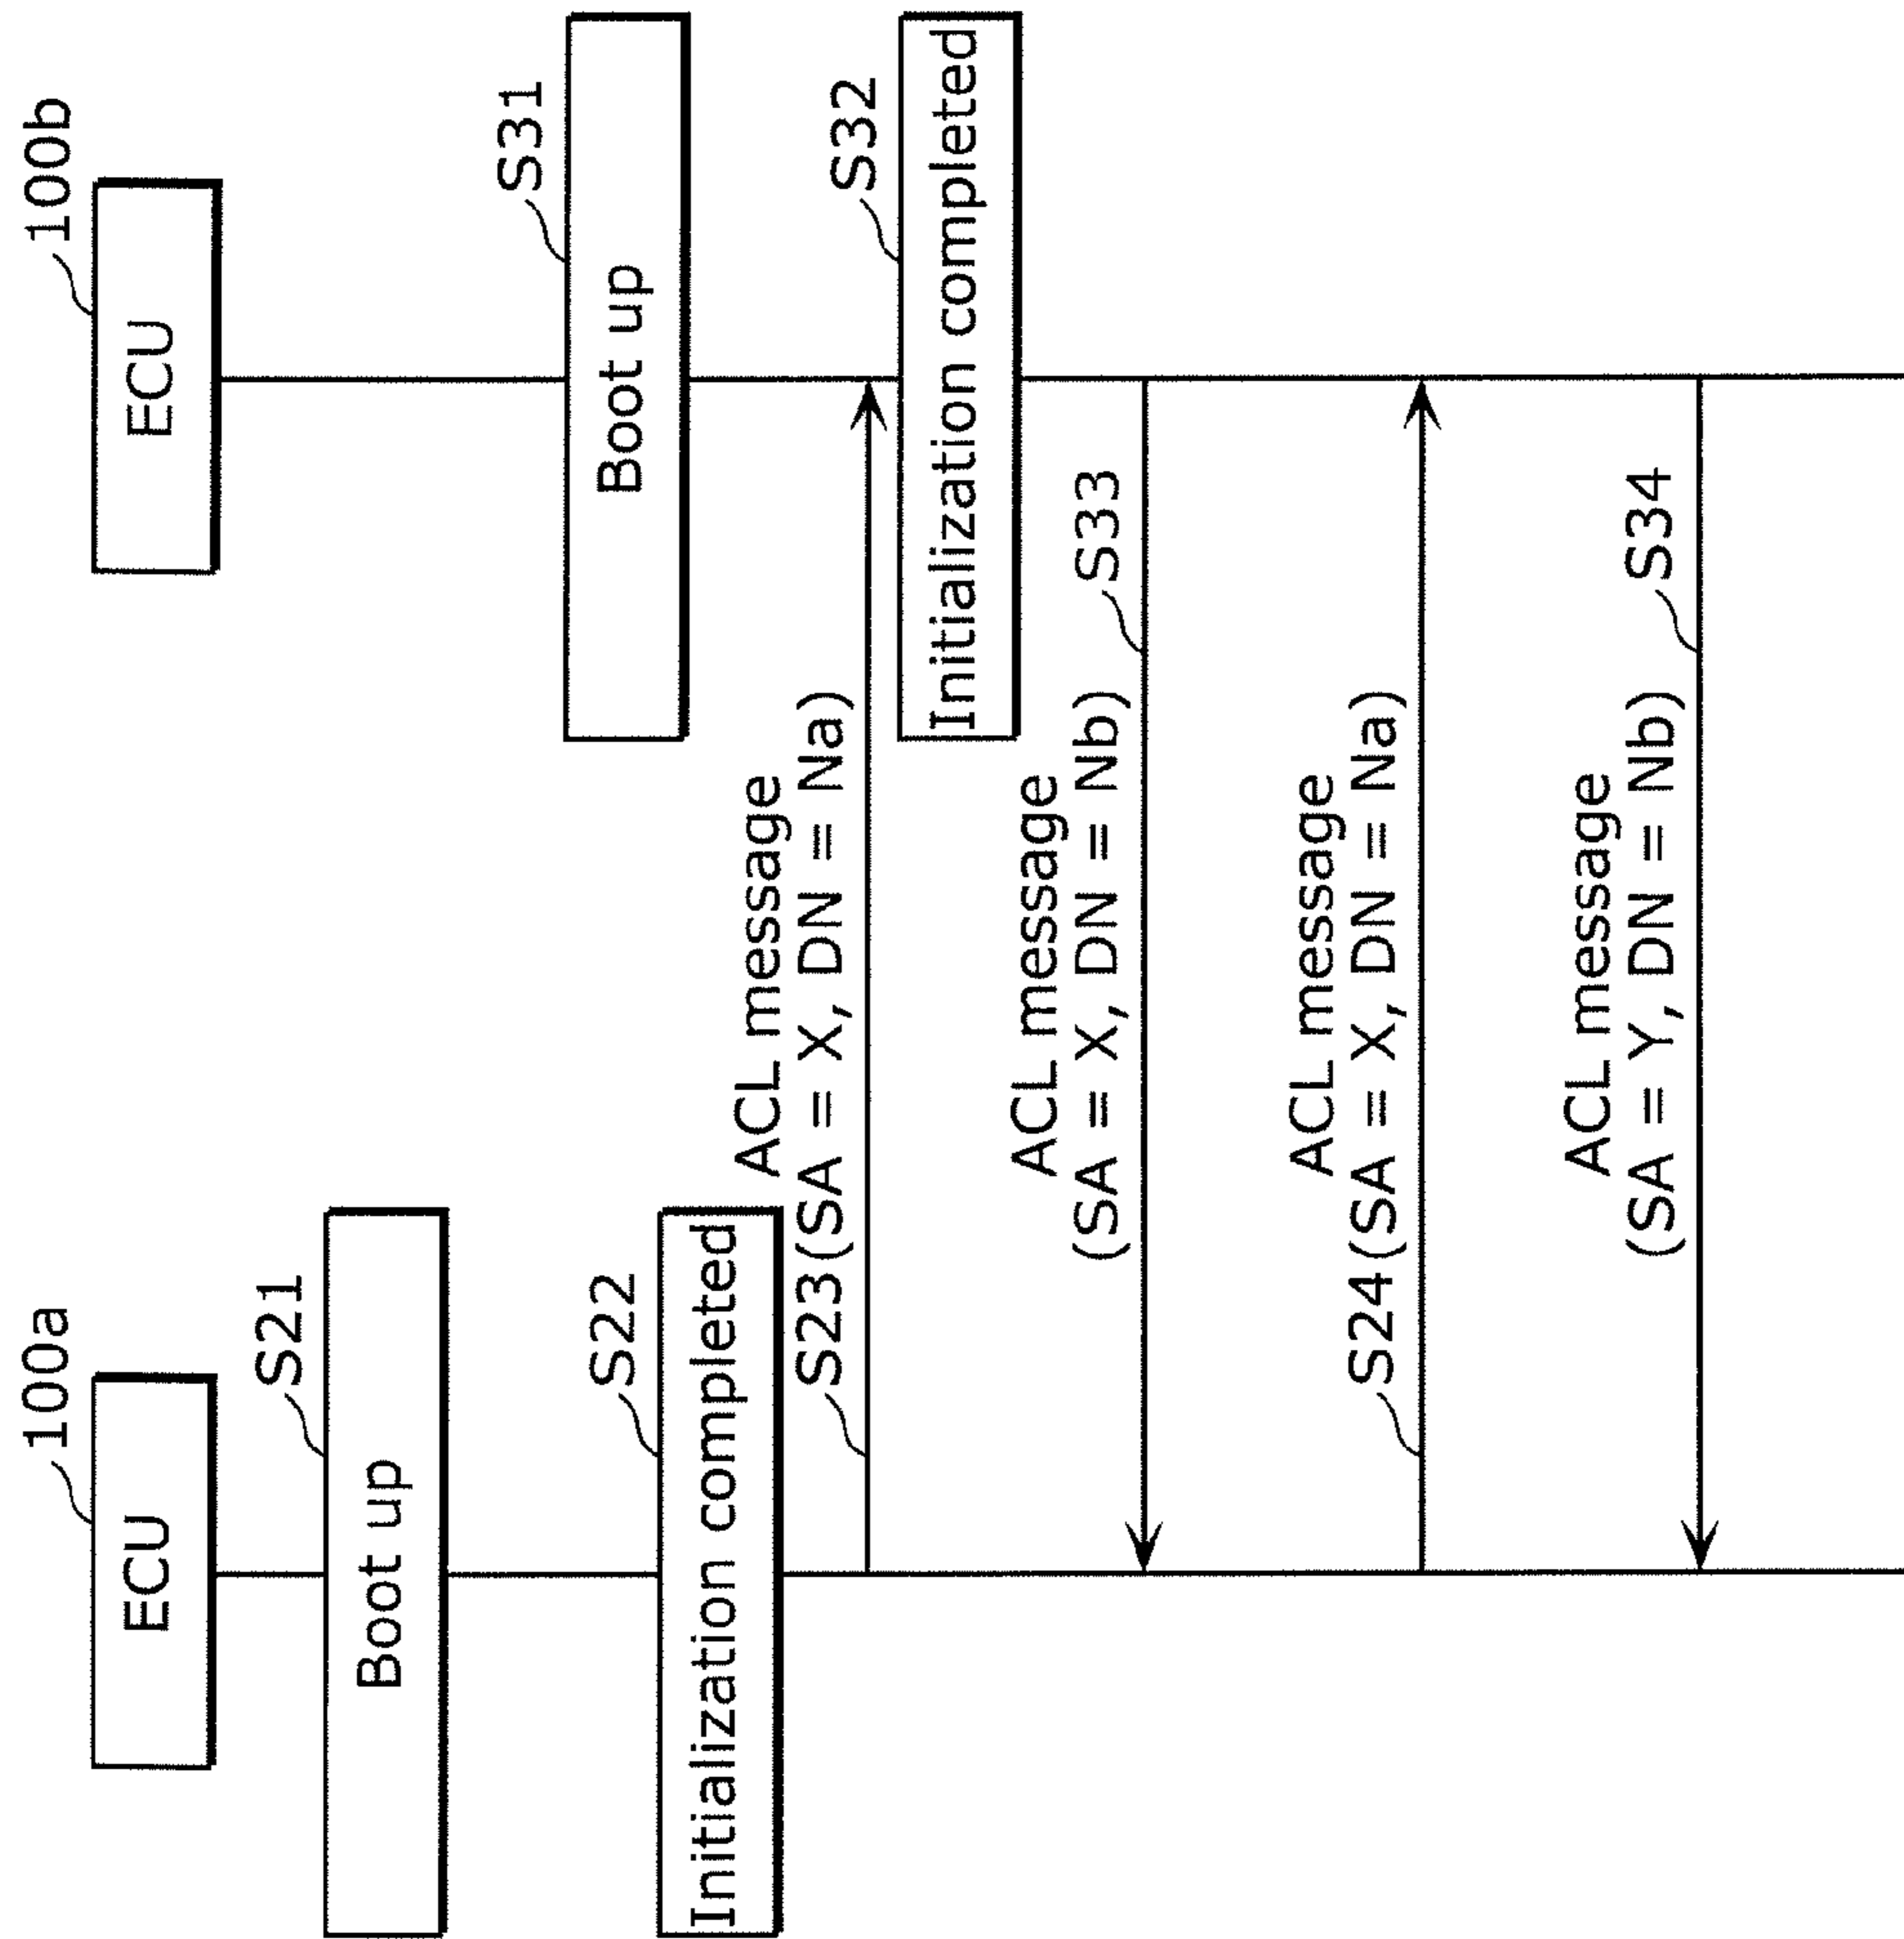 100a
ECU
100b
ECU
S21
Boot up
S31
Boot up
S22
Initialization completed
ACL message
S23(SA = X, DN = Na)
S32
Initialization completed
ACL message
(SA = X, DN = Nb)
S33
ACL message
S24(SA = X, DN = Na)
ACL message
(SA = Y, DN = Nb)
S34